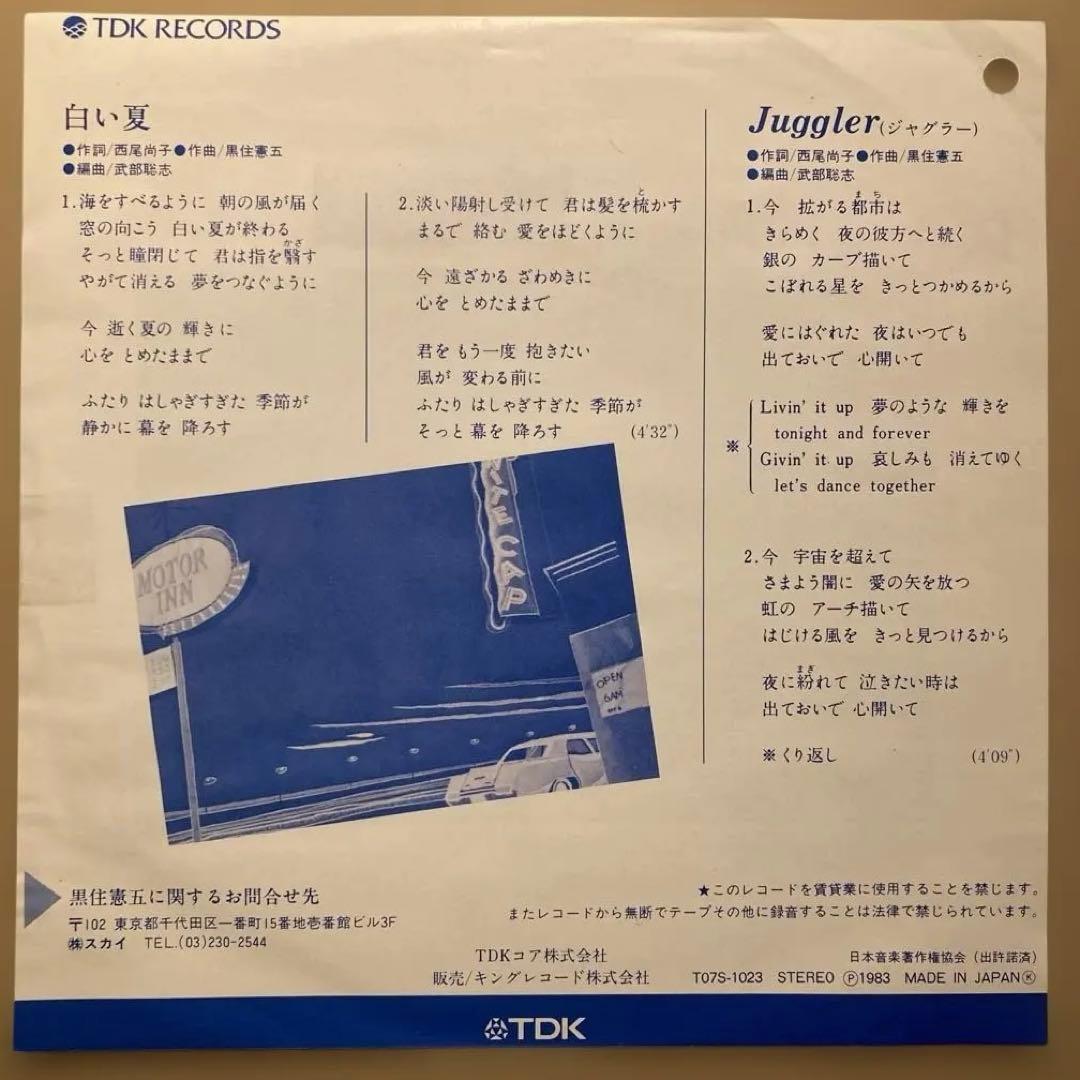 TDK RECORDS
白い夏
●作詞/西尾尚子●作曲/黒住憲五
●編曲/武部聡志
1.海をすべるように 朝の風が届く
窓の向こう 白い夏が終わる
そっと瞳閉じて 君は指を翳す
かざ
やがて消える 夢をつなぐように
今 逝く夏の 輝きに
心を とめたままで
ふたり はしゃぎすぎた 季節が
静かに 幕を 降ろす
2.淡い陽射し受けて 君は髪を梳かす
と
まるで 絡む 愛をほどくように
今 遠ざかる ざわめきに
心を とめたままで
君を もう一度 抱きたい
風が 変わる前に
ふたり はしゃぎすぎた 季節が
そっと 幕を 降ろす (4'32")
Juggler(ジャグラー)
●作詞/西尾尚子●作曲/黒住憲五
●編曲/武部聡志
1.今 拡がる都市は
まち
きらめく 夜の彼方へと続く
銀の カーブ描いて
こぼれる星を きっとつかめるから
愛にはぐれた 夜はいつでも
出ておいで 心開いて
※
Livin' it up 夢のような 輝きを
tonight and forever
Givin' it up 哀しみも 消えてゆく
let's dance together
2.今 宇宙を超えて
さまよう闇に 愛の矢を放つ
虹の アーチ描いて
はじける風を きっと見つけるから
夜に紛れて 泣きたい時は
まぎ
出ておいで 心開いて
※くり返し (4'09")
MOTOR
INN
CAP
OPEN
6AM
黒住憲五に関するお問合せ先
〒102 東京都千代田区一番町15番地壱番館ビル3F
㈱スカイ TEL.(03)230-2544
★このレコードを賃貸業に使用することを禁じます。
またレコードから無断でテープその他に録音することは法律で禁じられています。
TDKコア株式会社
販売/キングレコード株式会社
日本音楽著作権協会(出許諾済)
T07S-1023 STEREO Ⓟ1983 MADE IN JAPANⓀ
TDK